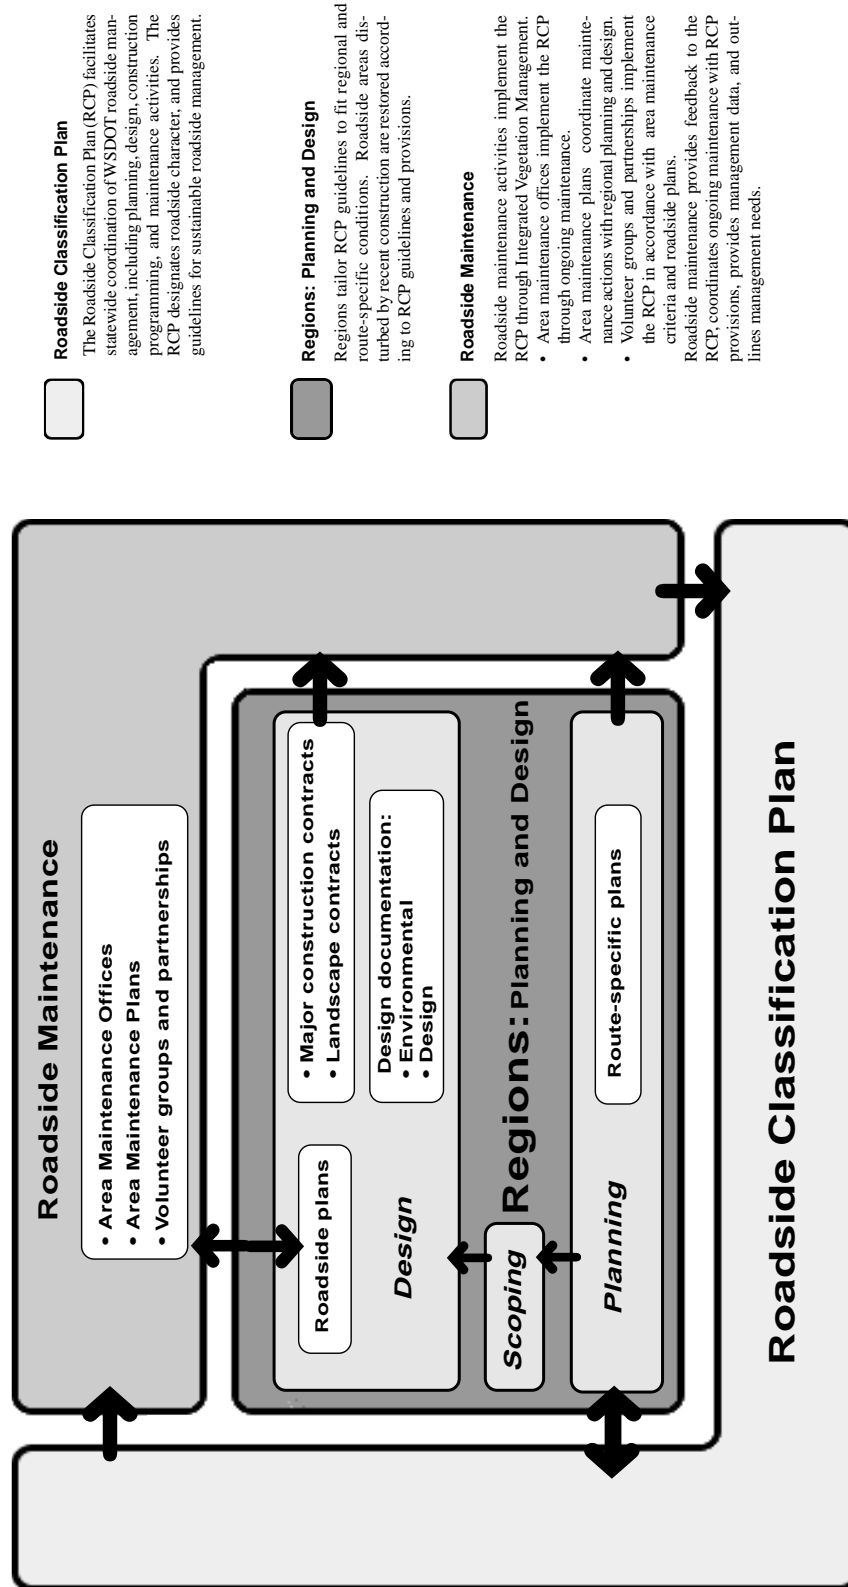 Roadside Maintenance
• Area Maintenance Offices
• Area Maintenance Plans
• Volunteer groups and partnerships
Roadside plans
Design
• Major construction contracts
• Landscape contracts
Design documentation:
• Environmental
• Design
Scoping
Regions: Planning and Design
Planning
Route-specific plans
Roadside Classification Plan
Roadside Classification Plan
The Roadside Classification Plan (RCP) facilitates
statewide coordination of WSDOT roadside man-
agement, including planning, design, construction
programming, and maintenance activities. The
RCP designates roadside character, and provides
guidelines for sustainable roadside management.
Regions: Planning and Design
Regions tailor RCP guidelines to fit regional and
route-specific conditions. Roadside areas dis-
turbed by recent construction are restored accord-
ing to RCP guidelines and provisions.
Roadside Maintenance
Roadside maintenance activities implement the
RCP through Integrated Vegetation Management.
• Area maintenance offices implement the RCP
through ongoing maintenance.
• Area maintenance plans coordinate mainte-
nance actions with regional planning and design.
• Volunteer groups and partnerships implement
the RCP in accordance with area maintenance
criteria and roadside plans.
Roadside maintenance provides feedback to the
RCP, coordinates ongoing maintenance with RCP
provisions, provides management data, and out-
lines management needs.